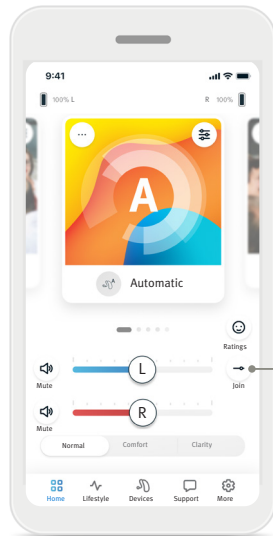 9:41
100% L
R 100%
A
Automatic
Ratings
Mute
L
Join
Mute
R
Normal Comfort Clarity
Home Lifestyle Devices Support More